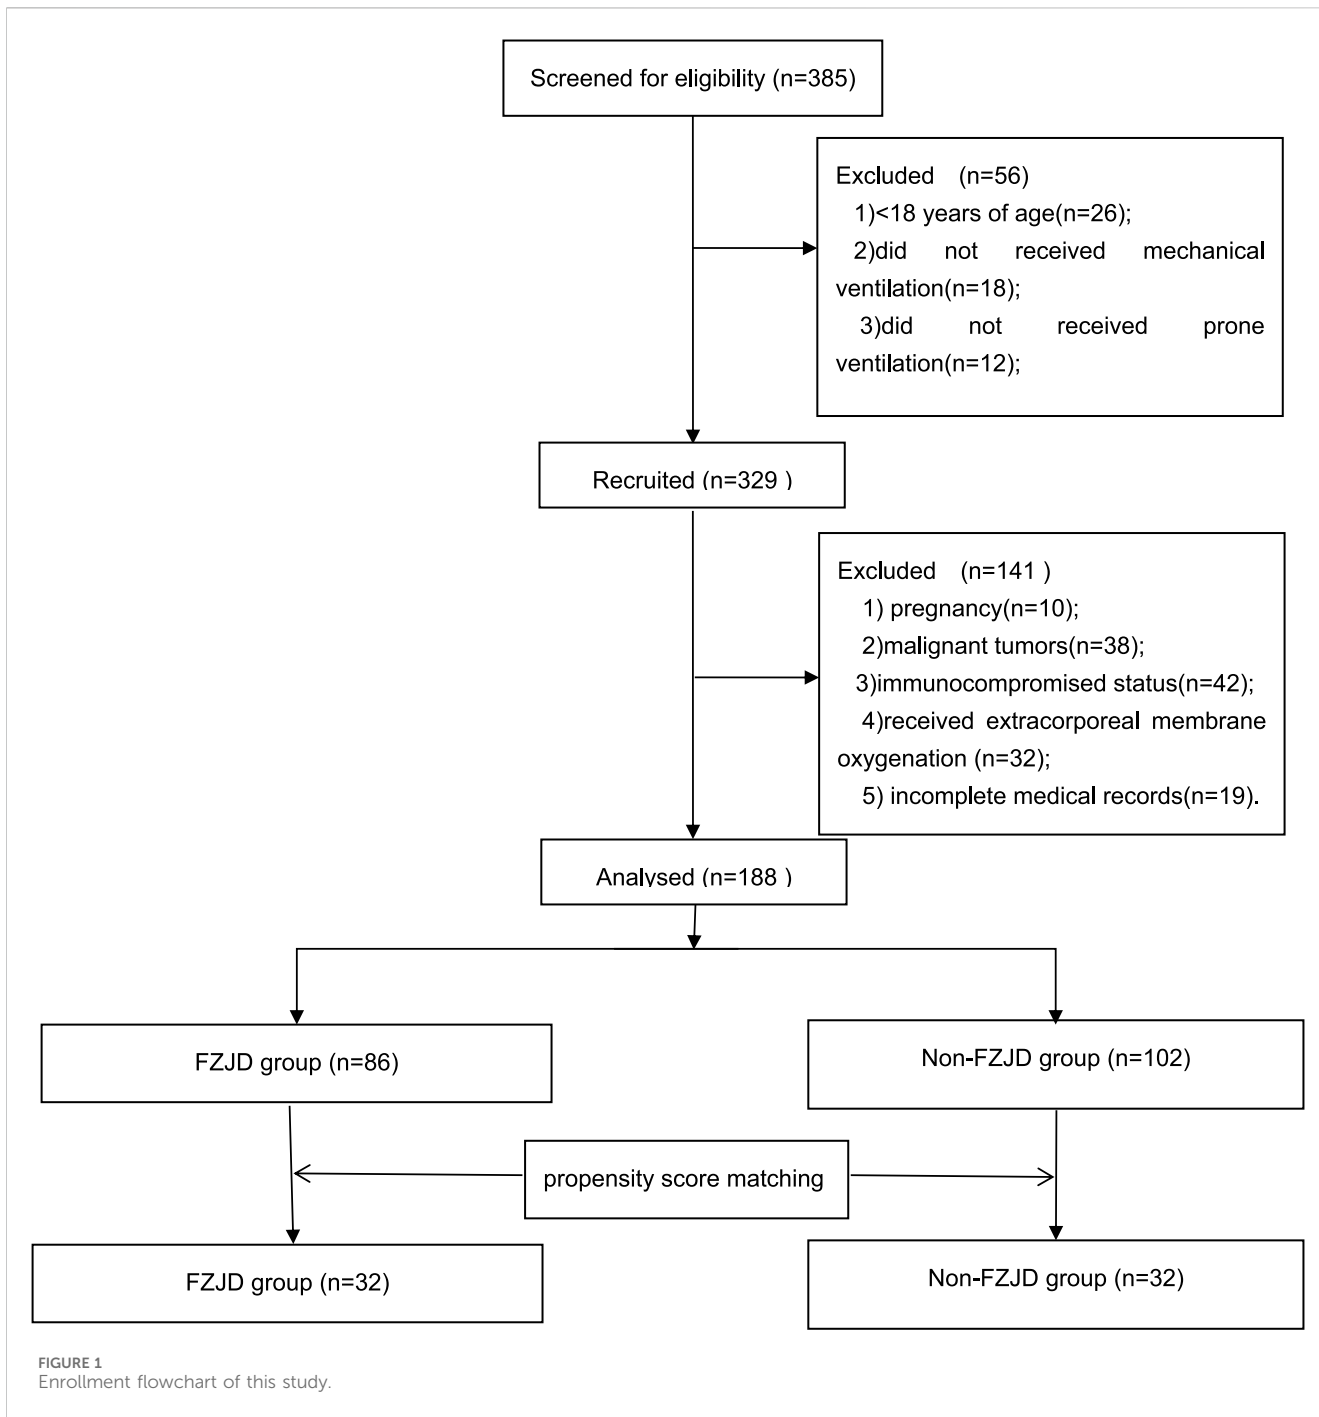 Screened for eligibility (n=385)
Excluded (n=56)
1)<18 years of age(n=26);
2)did not received mechanical
ventilation(n=18);
3)did not received prone
ventilation(n=12);
Recruited (n=329 )
Excluded (n=141 )
1) pregnancy(n=10);
2)malignant tumors(n=38);
3)immunocompromised status(n=42);
4)received extracorporeal membrane
oxygenation (n=32);
5) incomplete medical records(n=19).
Analysed (n=188 )
FZJD group (n=86)
Non-FZJD group (n=102)
propensity score matching
FZJD group (n=32)
Non-FZJD group (n=32)
FIGURE 1
Enrollment flowchart of this study.